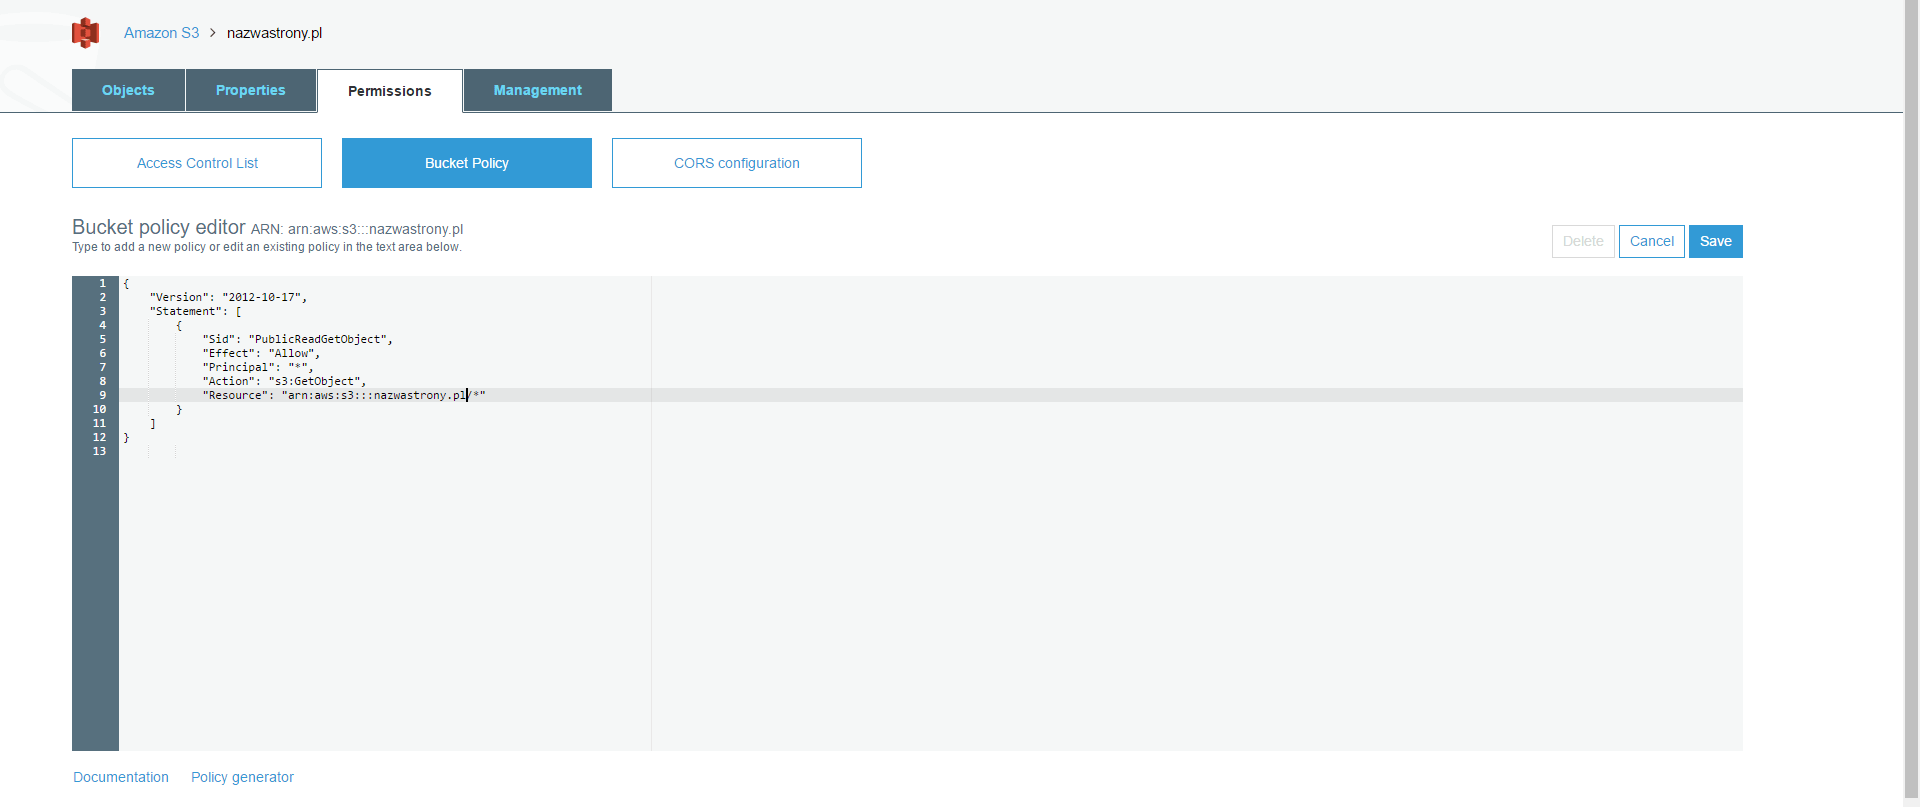 Amazon S3 > nazwastrony.pl
Objects Properties Permissions Management
Access Control List Bucket Policy CORS configuration
Bucket policy editor ARN: arn:aws:s3:::nazwastrony.pl
Type to add a new policy or edit an existing policy in the text area below.
Delete Cancel Save
1 {
2 "Version": "2012-10-17",
3 "Statement": [
4 {
5 "Sid": "PublicReadGetObject",
6 "Effect": "Allow",
7 "Principal": "*",
8 "Action": "s3:GetObject",
9 "Resource": "arn:aws:s3:::nazwastrony.pl/*"
10 }
11 ]
12 }
13
Documentation Policy generator